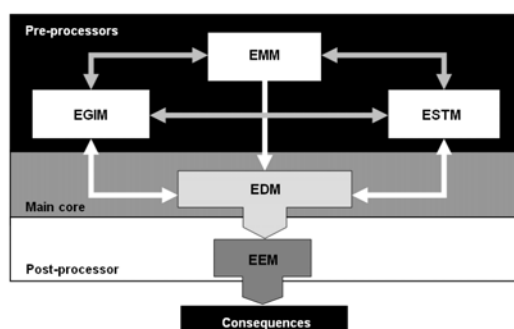 Pre-processors
EMM
EGIM
ESTM
EDM
Main core
EEM
Post-processor
Consequences